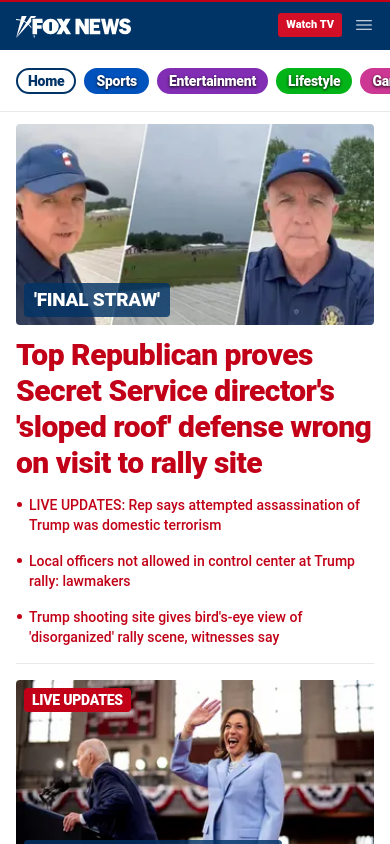 FOX NEWS
Watch TV
Home
Sports
Entertainment
Lifestyle
Ga
'FINAL STRAW'
Top Republican proves
Secret Service director's
'sloped roof' defense wrong
on visit to rally site
LIVE UPDATES: Rep says attempted assassination of
Trump was domestic terrorism
Local officers not allowed in control center at Trump
rally: lawmakers
Trump shooting site gives bird's-eye view of
'disorganized' rally scene, witnesses say
LIVE UPDATES